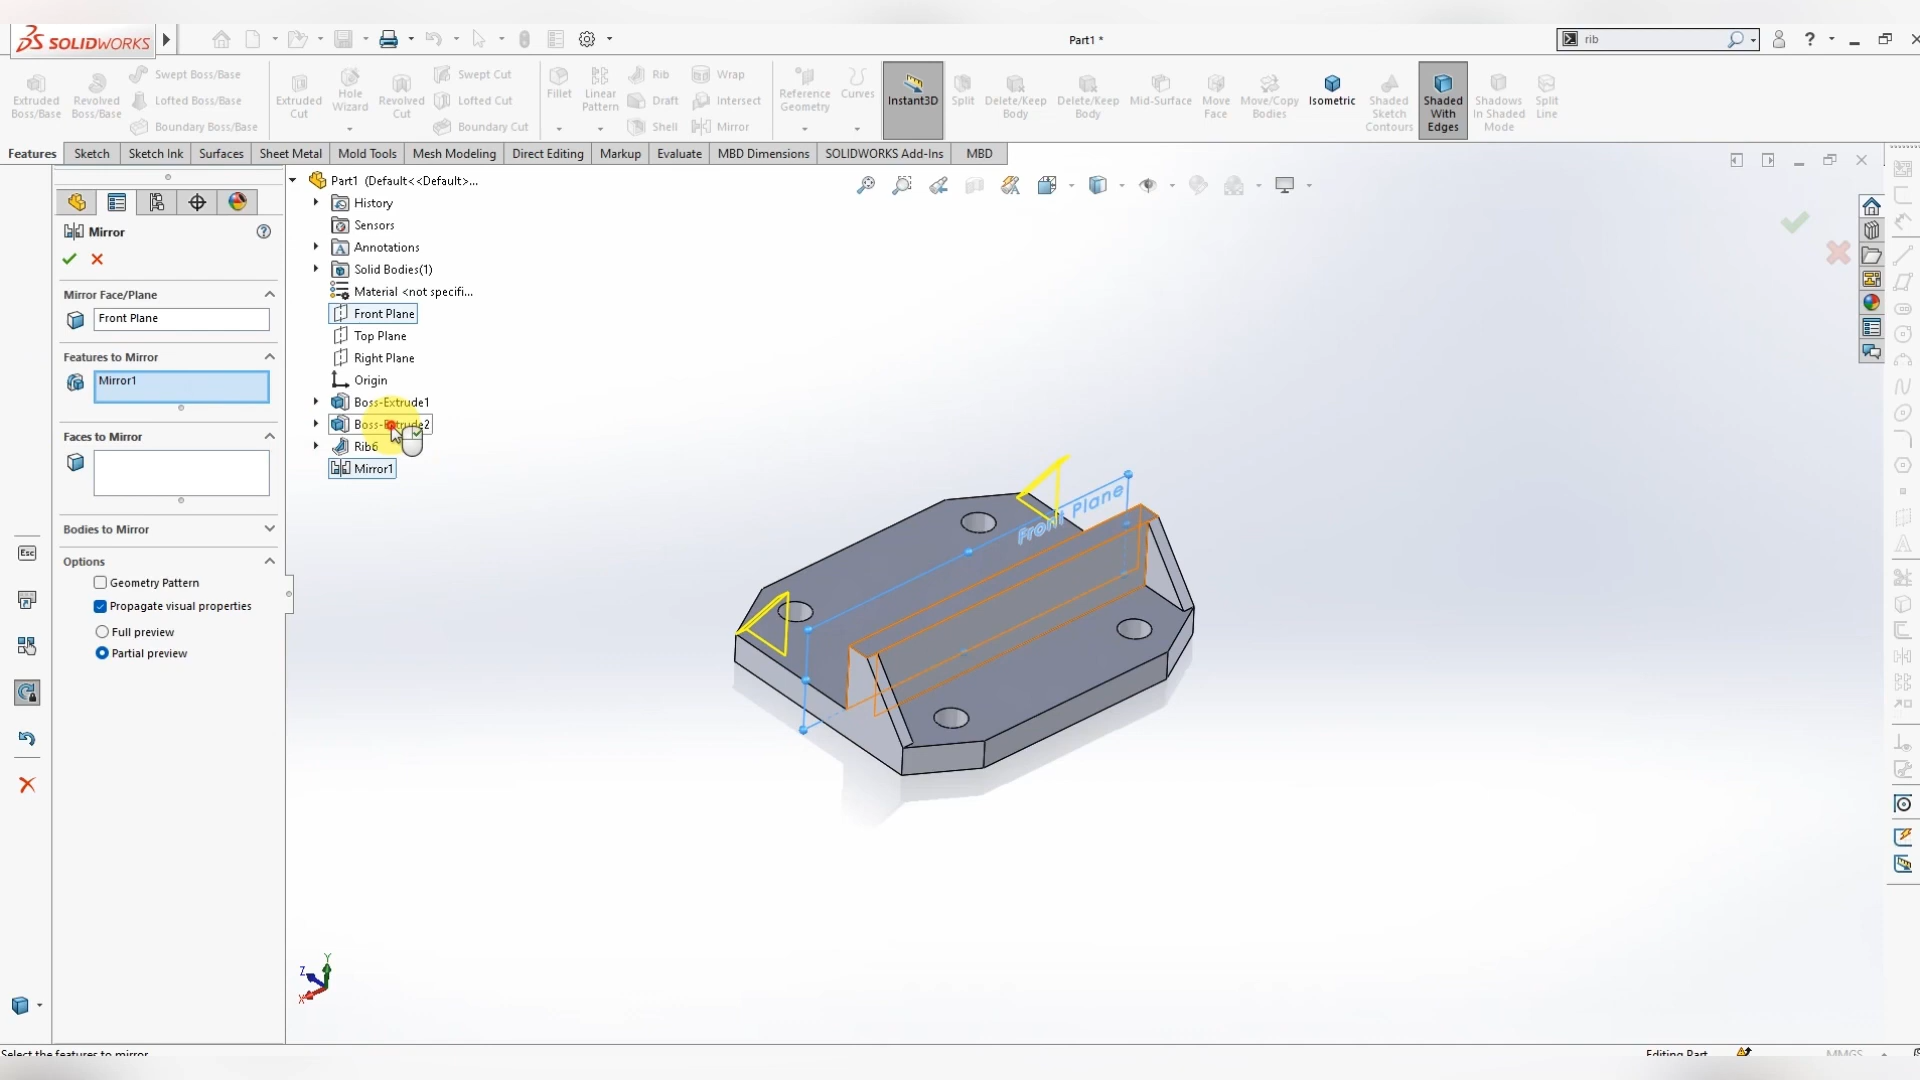 SOLIDWORKS
Part1 *
rib
Extruded Boss/Base
Revolved Boss/Base
Swept Boss/Base
Lofted Boss/Base
Boundary Boss/Base
Extruded Cut
Hole Wizard
Revolved Cut
Swept Cut
Lofted Cut
Boundary Cut
Fillet
Linear Pattern
Rib
Draft
Shell
Wrap
Intersect
Mirror
Reference Geometry
Curves
Instant3D
Split
Delete/Keep Body
Delete/Keep Body
Mid-Surface
Move Face
Move/Copy Bodies
Isometric
Shaded Sketch Contours
Shaded With Edges
Shadows In Shaded Mode
Split Line
Features
Sketch
Sketch Ink
Surfaces
Sheet Metal
Mold Tools
Mesh Modeling
Direct Editing
Markup
Evaluate
MBD Dimensions
SOLIDWORKS Add-Ins
MBD
Mirror
Mirror Face/Plane
Front Plane
Features to Mirror
Mirror1
Faces to Mirror
Bodies to Mirror
Options
Geometry Pattern
Propagate visual properties
Full preview
Partial preview
Esc
Part1 (Default<<Default>...
History
Sensors
Annotations
Solid Bodies(1)
Material <not specifi...
Front Plane
Top Plane
Right Plane
Origin
Boss-Extrude1
Boss-Extrude2
Rib6
Mirror1
Front Plane
Y
Z
X
Select the features to mirror
Editing Part
MMGS